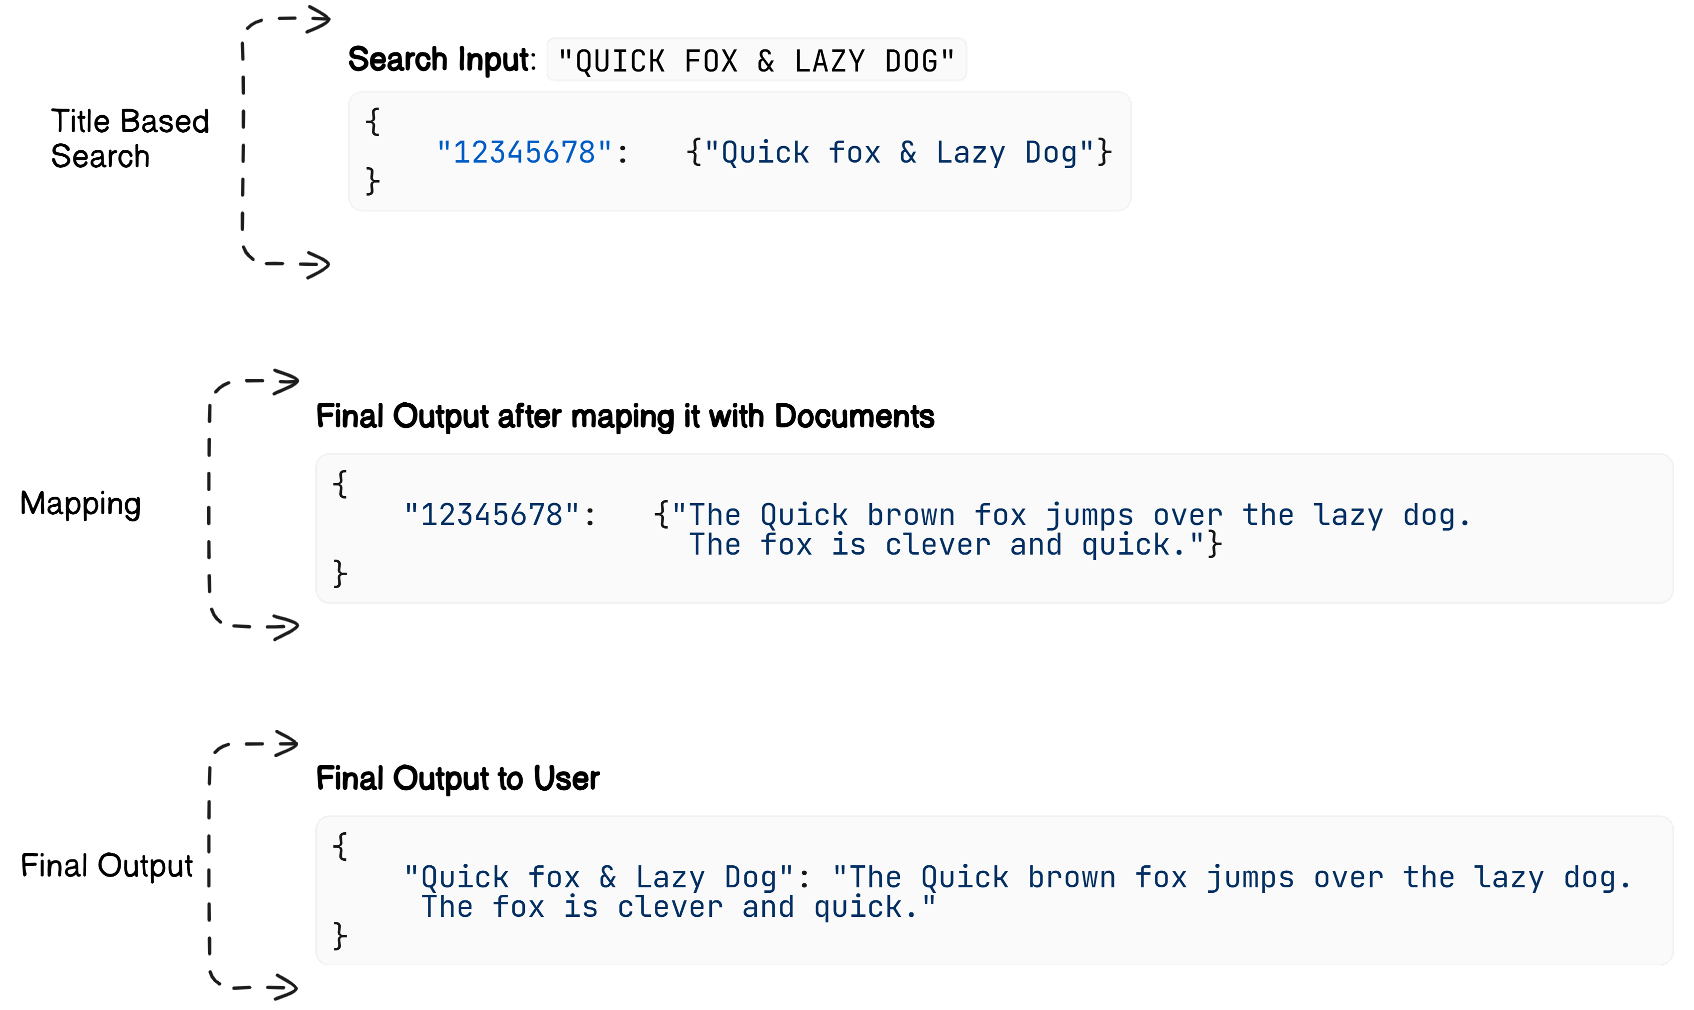 Title Based
Search
Search Input: "QUICK FOX & LAZY DOG"
{
"12345678": {"Quick fox & Lazy Dog"}
}
Mapping
Final Output after maping it with Documents
{
"12345678": {"The Quick brown fox jumps over the lazy dog.
The fox is clever and quick."}
}
Final Output
Final Output to User
{
"Quick fox & Lazy Dog": "The Quick brown fox jumps over the lazy dog.
The fox is clever and quick."
}